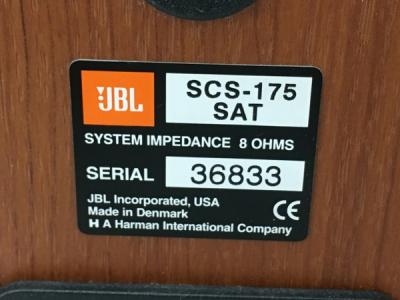 JBL
SCS-175
SAT
SYSTEM IMPEDANCE 8 OHMS
SERIAL 36833
JBL Incorporated, USA
Made in Denmark
H A Harman International Company
CE